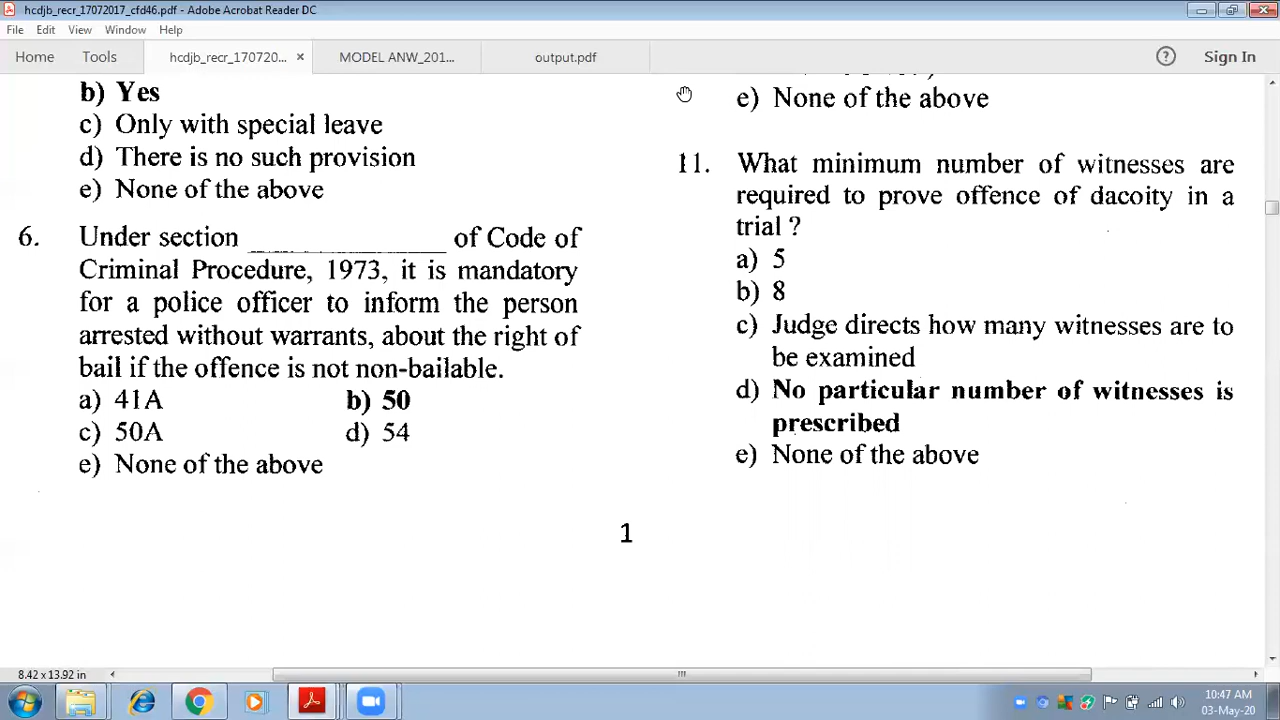 hcdjb_recr_17072017_cfd46.pdf - Adobe Acrobat Reader DC
File Edit View Window Help
Home Tools hcdjb_recr_170720... × MODEL ANW_201... output.pdf ? Sign In
b) Yes
c) Only with special leave
d) There is no such provision
e) None of the above
6. Under section ____________ of Code of
Criminal Procedure, 1973, it is mandatory
for a police officer to inform the person
arrested without warrants, about the right of
bail if the offence is not non-bailable.
a) 41A b) 50
c) 50A d) 54
e) None of the above
e) None of the above
11. What minimum number of witnesses are
required to prove offence of dacoity in a
trial ?
a) 5
b) 8
c) Judge directs how many witnesses are to
be examined
d) No particular number of witnesses is
prescribed
e) None of the above
1
8.42 x 13.92 in
10:47 AM
03-May-20